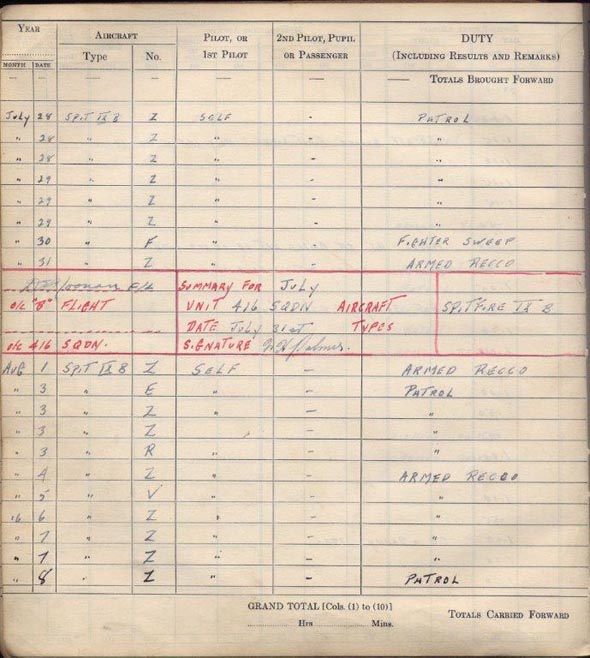 YEAR AIRCRAFT PILOT, OR 2ND PILOT, PUPIL DUTY
MONTH DATE Type No. 1ST PILOT OR PASSENGER (INCLUDING RESULTS AND REMARKS)
— — — — — — TOTALS BROUGHT FORWARD
July 28 SPIT IX B Z SELF - PATROL
" 28 " Z " - "
" 28 " Z " - "
" 29 " Z " - "
" 29 " Z " - "
" 29 " Z " - "
" 30 " F " - FIGHTER SWEEP
" 31 " Z " - ARMED RECCO
F/L SUMMARY FOR July
O/C "B" FLIGHT UNIT 416 SQDN AIRCRAFT SPITFIRE IX B
DATE July 31st TYPES
O/C 416 SQDN. SIGNATURE Palmer.
AUG 1 SPIT IX B Z SELF — ARMED RECCO
" 3 " E " — PATROL
" 3 " Z " — "
" 3 " Z — "
" 3 " R " — "
" 4 " Z " — ARMED RECCO
" 5 " V " — "
6 " Z " — "
" 7 " Z " — "
" 7 " Z " — "
" 8 " Z " — PATROL
GRAND TOTAL [Cols. (1) to (10)] TOTALS CARRIED FORWARD
Hrs Mins.